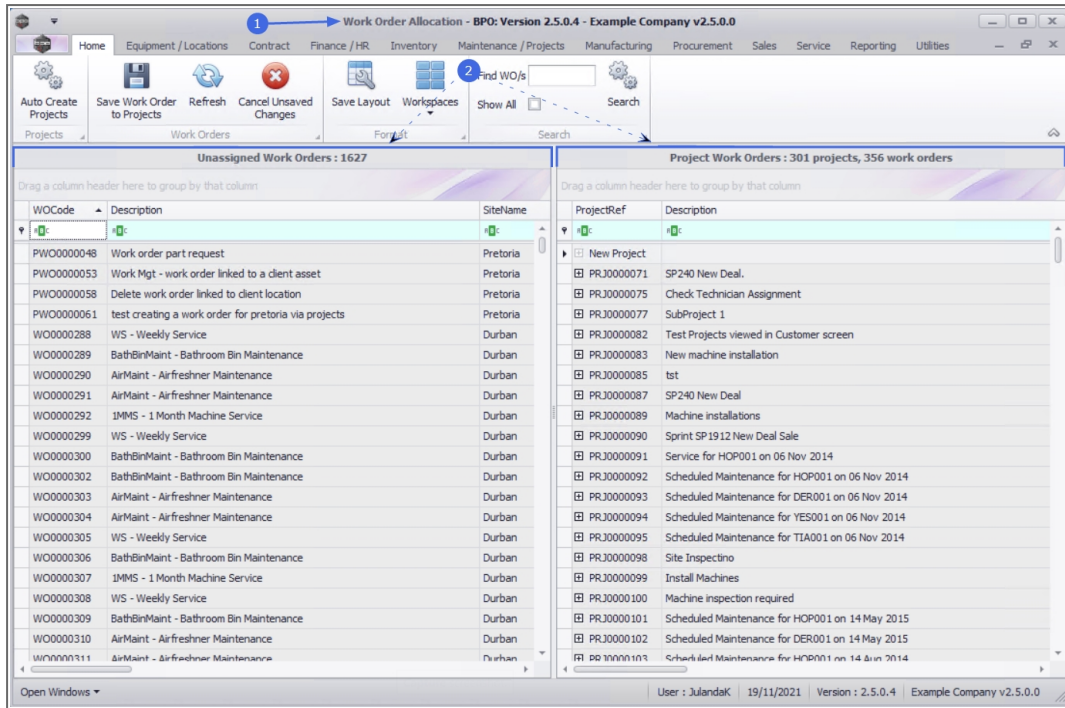 1 Work Order Allocation - BPO: Version 2.5.0.4 - Example Company v2.5.0.0
Home Equipment / Locations Contract Finance / HR Inventory Maintenance / Projects Manufacturing Procurement Sales Service Reporting Utilities
Auto Create Projects Save Work Order to Projects Refresh Cancel Unsaved Changes Save Layout Workspaces 2 Find WO/s Show All Search
Projects Work Orders Format Search
Unassigned Work Orders : 1627 Project Work Orders : 301 projects, 356 work orders
Drag a column header here to group by that column Drag a column header here to group by that column
WOCode Description SiteName ProjectRef Description
PWO0000048 Work order part request Pretoria New Project
PWO0000053 Work Mgt - work order linked to a client asset Pretoria PRJ0000071 SP240 New Deal.
PWO0000058 Delete work order linked to client location Pretoria PRJ0000075 Check Technician Assignment
PWO0000061 test creating a work order for pretoria via projects Pretoria PRJ0000077 SubProject 1
WO0000288 WS - Weekly Service Durban PRJ0000082 Test Projects viewed in Customer screen
WO0000289 BathBinMaint - Bathroom Bin Maintenance Durban PRJ0000083 New machine installation
WO0000290 AirMaint - Airfreshner Maintenance Durban PRJ0000085 tst
WO0000291 AirMaint - Airfreshner Maintenance Durban PRJ0000087 SP240 New Deal
WO0000292 1MMS - 1 Month Machine Service Durban PRJ0000089 Machine installations
WO0000299 WS - Weekly Service Durban PRJ0000090 Sprint SP1912 New Deal Sale
WO0000300 BathBinMaint - Bathroom Bin Maintenance Durban PRJ0000091 Service for HOP001 on 06 Nov 2014
WO0000302 BathBinMaint - Bathroom Bin Maintenance Durban PRJ0000092 Scheduled Maintenance for HOP001 on 06 Nov 2014
WO0000303 AirMaint - Airfreshner Maintenance Durban PRJ0000093 Scheduled Maintenance for DER001 on 06 Nov 2014
WO0000304 AirMaint - Airfreshner Maintenance Durban PRJ0000094 Scheduled Maintenance for YES001 on 06 Nov 2014
WO0000305 WS - Weekly Service Durban PRJ0000095 Scheduled Maintenance for TIA001 on 06 Nov 2014
WO0000306 BathBinMaint - Bathroom Bin Maintenance Durban PRJ0000098 Site Inspectino
WO0000307 1MMS - 1 Month Machine Service Durban PRJ0000099 Install Machines
WO0000308 WS - Weekly Service Durban PRJ0000100 Machine inspection required
WO0000309 BathBinMaint - Bathroom Bin Maintenance Durban PRJ0000101 Scheduled Maintenance for HOP001 on 14 May 2015
WO0000310 AirMaint - Airfreshner Maintenance Durban PRJ0000102 Scheduled Maintenance for DER001 on 14 May 2015
WO0000311 AirMaint - Airfreshner Maintenance Durban PRJ0000103 Scheduled Maintenance for HOP001 on 14 Aug 2014
Open Windows User : JulandaK 19/11/2021 Version : 2.5.0.4 Example Company v2.5.0.0